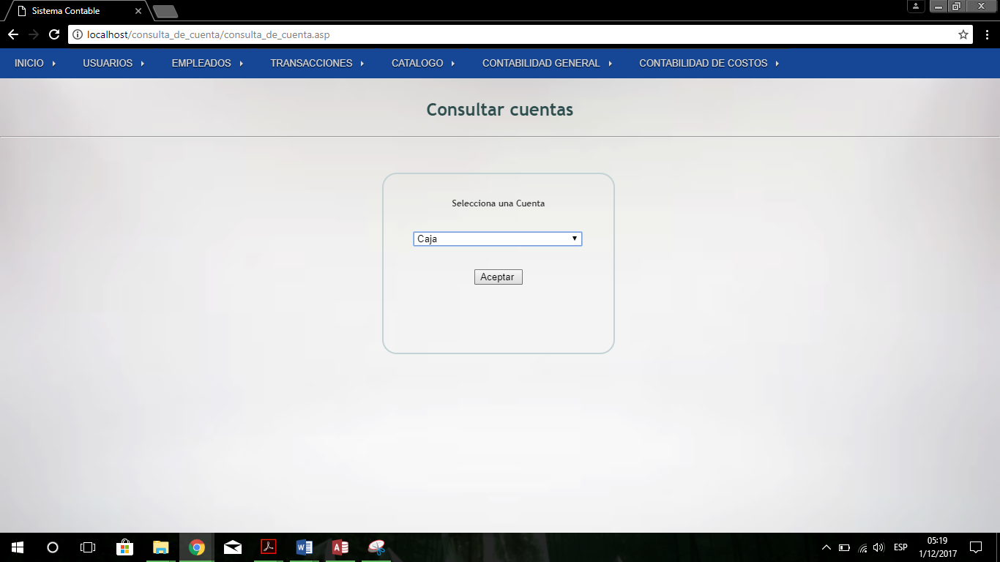 Sistema Contable
localhost/consulta_de_cuenta/consulta_de_cuenta.asp
INICIO USUARIOS EMPLEADOS TRANSACCIONES CATALOGO CONTABILIDAD GENERAL CONTABILIDAD DE COSTOS
Consultar cuentas
Selecciona una Cuenta
Caja
Aceptar
ESP
05:19
1/12/2017